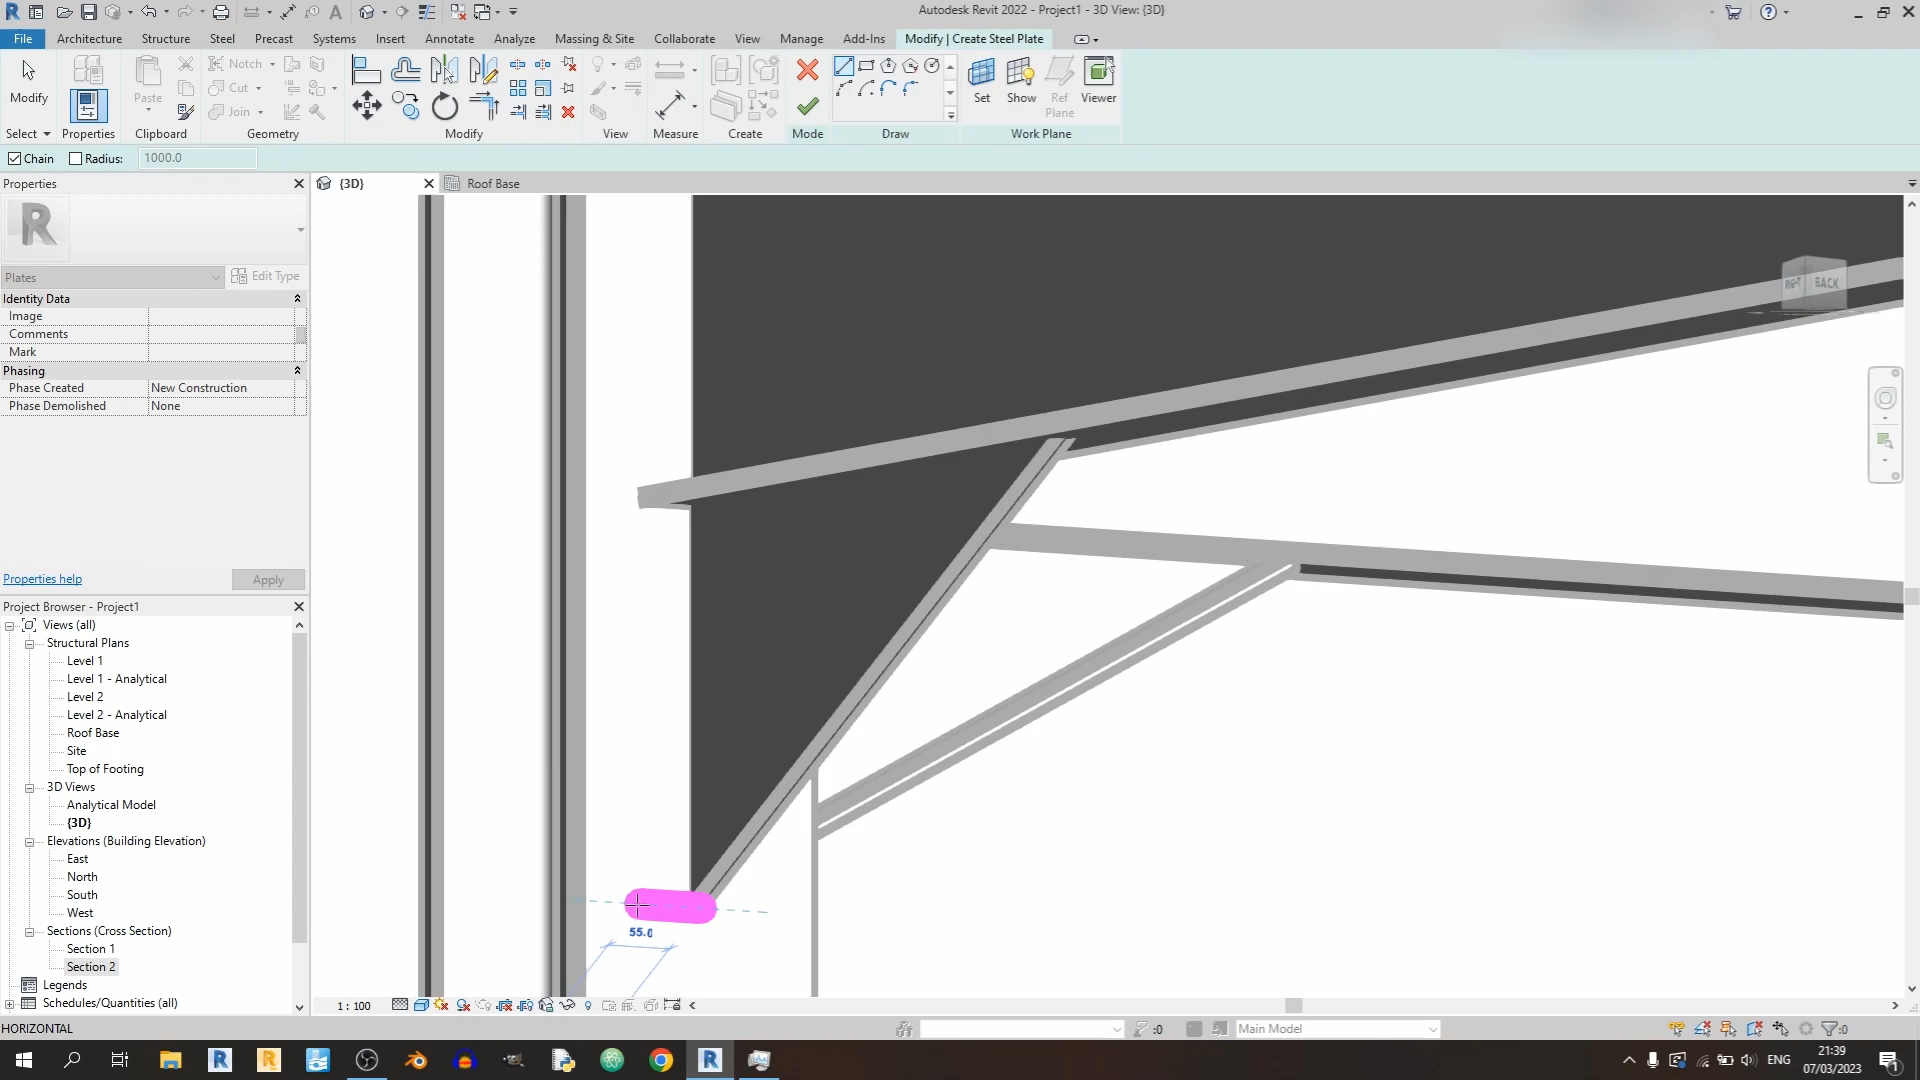 Autodesk Revit 2022 - Project1 - 3D View: {3D}
File Architecture Structure Steel Precast Systems Insert Annotate Analyze Massing & Site Collaborate View Manage Add-Ins Modify | Create Steel Plate
Modify Paste Notch Cut Join Set Show Ref Plane Viewer
Select Properties Clipboard Geometry Modify View Measure Create Mode Draw Work Plane
Chain Radius: 1000.0
Properties
{3D} Roof Base
R
Plates Edit Type
Identity Data
Image
Comments
Mark
Phasing
Phase Created New Construction
Phase Demolished None
BACK
55.0
Properties help Apply
Project Browser - Project1
Views (all)
Structural Plans
Level 1
Level 1 - Analytical
Level 2
Level 2 - Analytical
Roof Base
Site
Top of Footing
3D Views
Analytical Model
{3D}
Elevations (Building Elevation)
East
North
South
West
Sections (Cross Section)
Section 1
Section 2
Legends
Schedules/Quantities (all)
1 : 100
HORIZONTAL :0 Main Model :0
ENG 21:39
07/03/2023 1